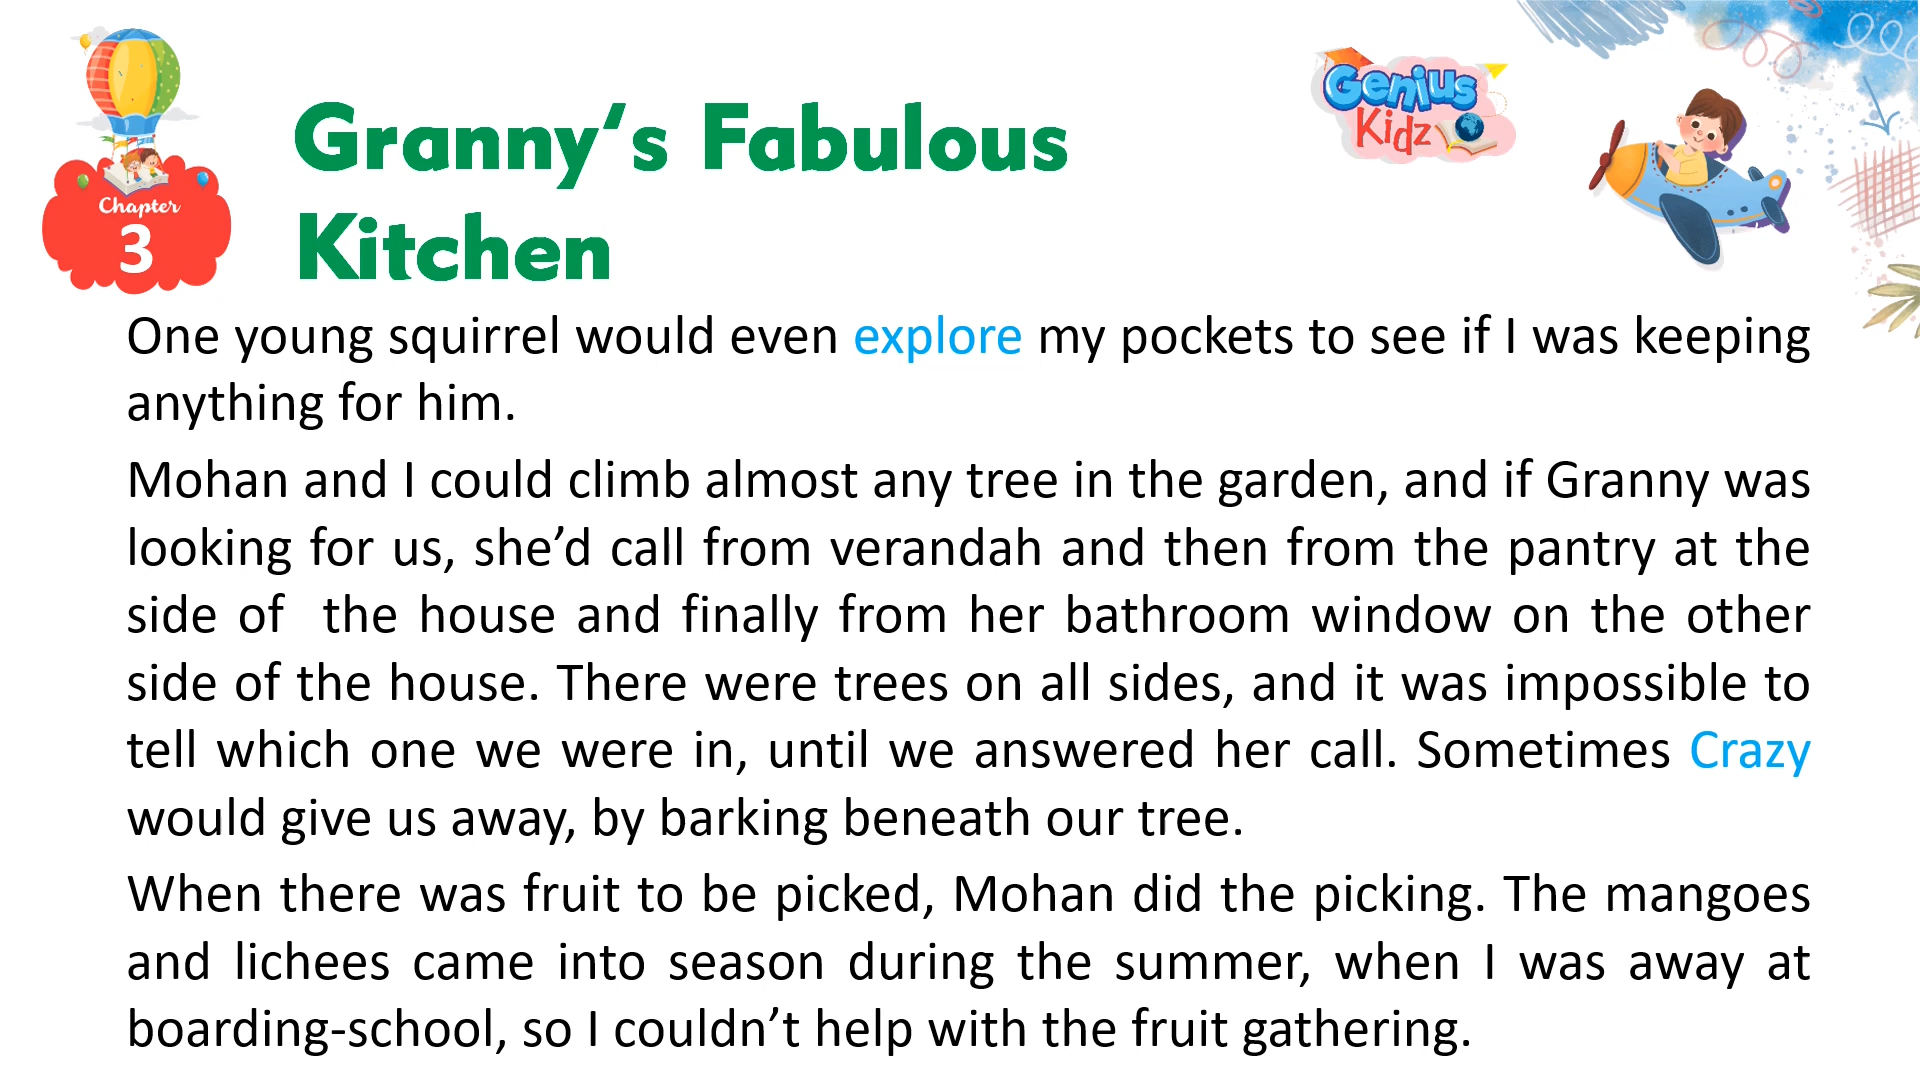 Chapter
3
Granny's Fabulous
Kitchen
Genius
Kidz
One young squirrel would even explore my pockets to see if I was keeping
anything for him.
Mohan and I could climb almost any tree in the garden, and if Granny was
looking for us, she’d call from verandah and then from the pantry at the
side of  the house and finally from her bathroom window on the other
side of the house. There were trees on all sides, and it was impossible to
tell which one we were in, until we answered her call. Sometimes Crazy
would give us away, by barking beneath our tree.
When there was fruit to be picked, Mohan did the picking. The mangoes
and lichees came into season during the summer, when I was away at
boarding-school, so I couldn’t help with the fruit gathering.